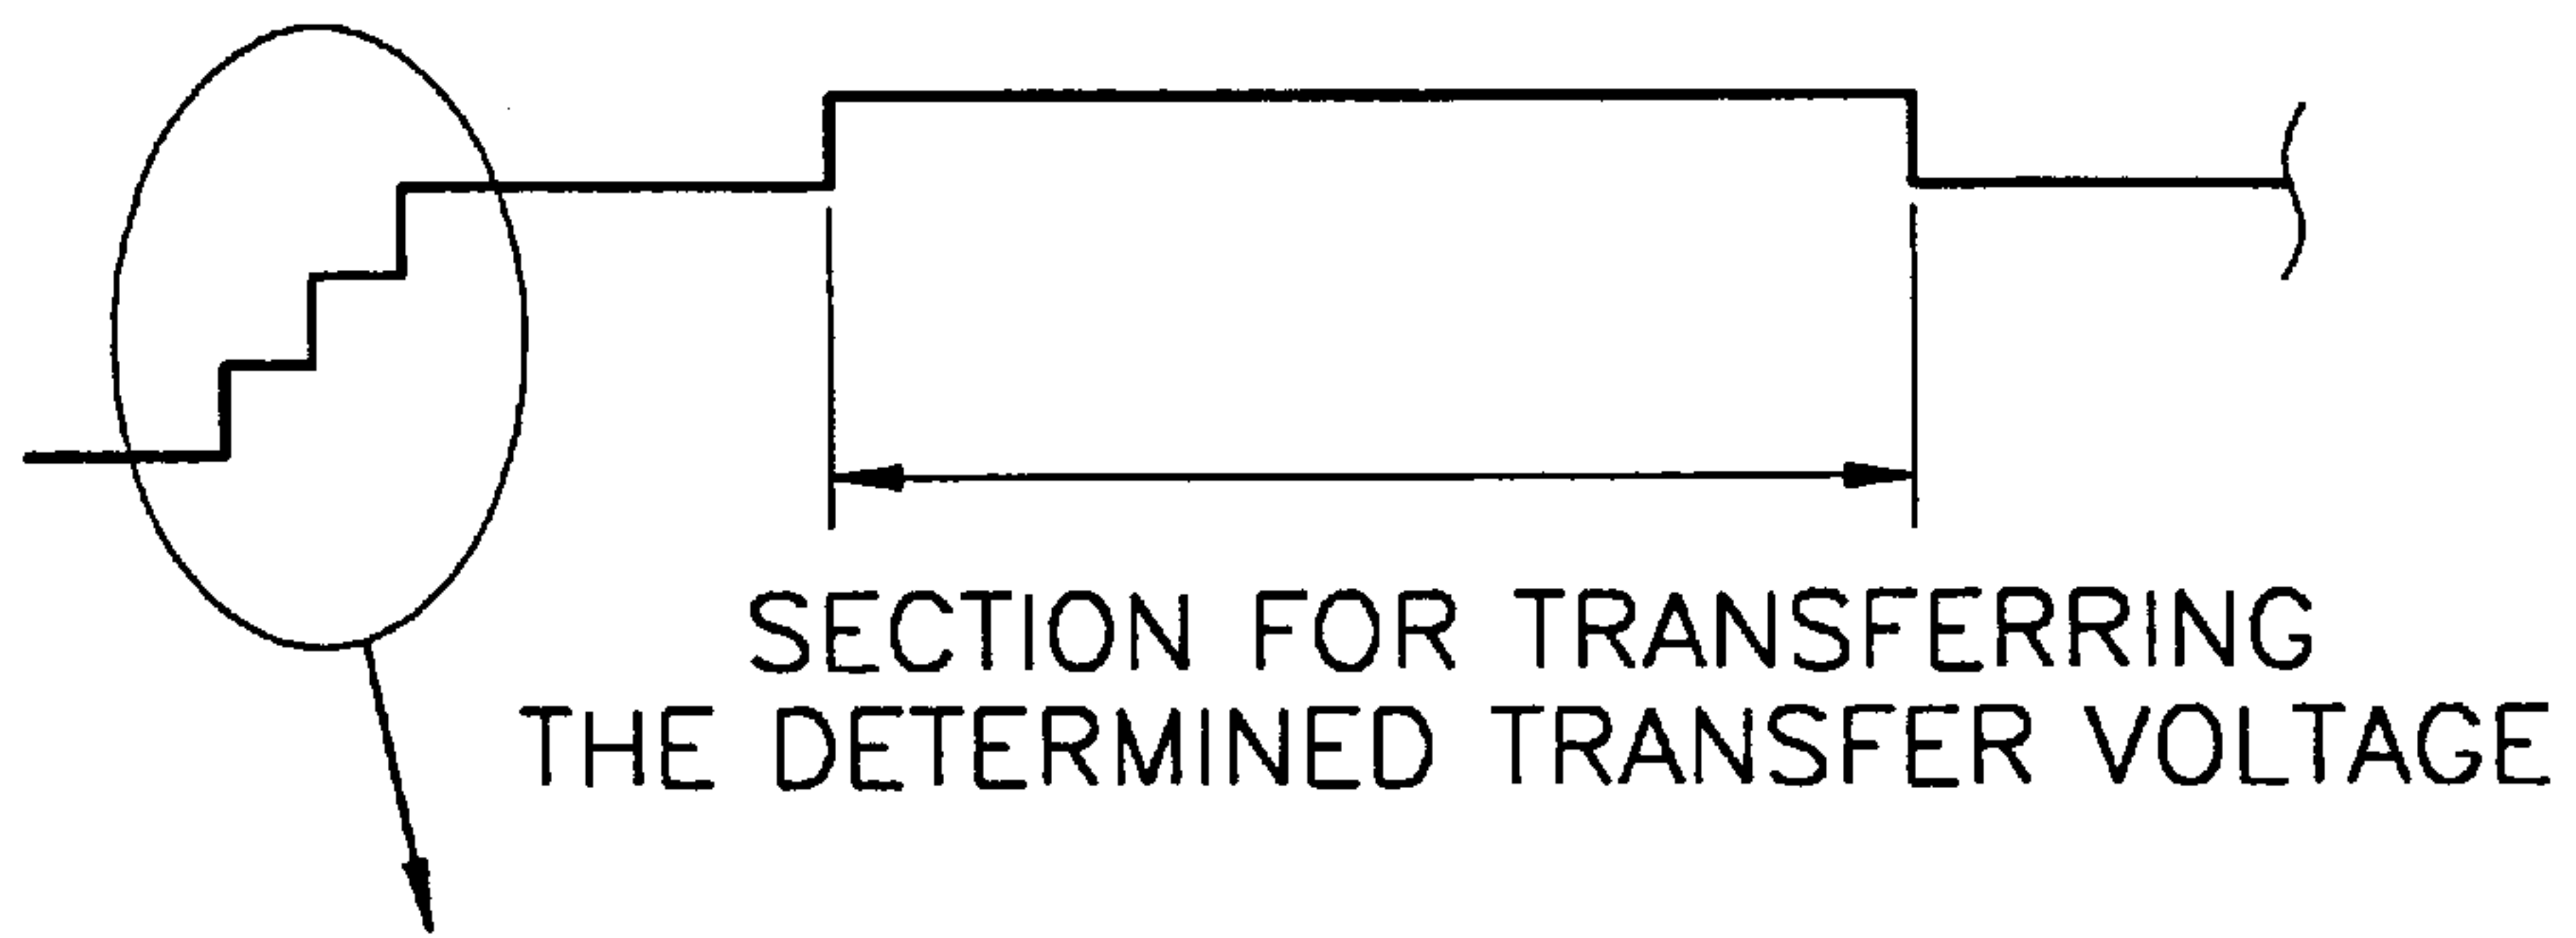 SECTION FOR TRANSFERRING
THE DETERMINED TRANSFER VOLTAGE